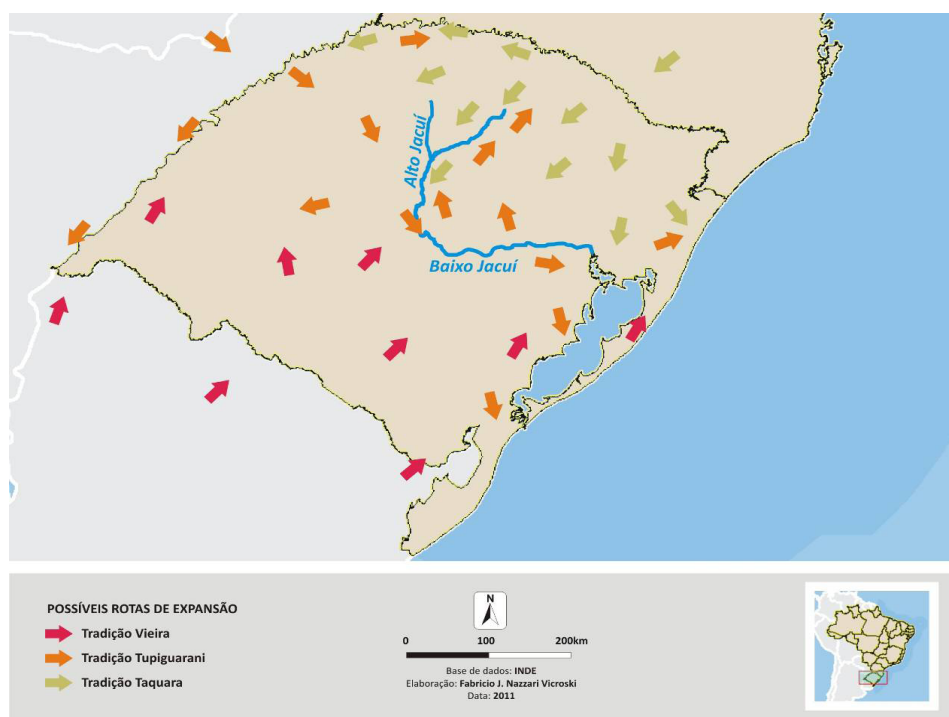 Alto Jacuí
Baixo Jacuí
POSSÍVEIS ROTAS DE EXPANSÃO
Tradição Vieira
Tradição Tupiguarani
Tradição Taquara
N
0 100 200km
Base de dados: INDE
Elaboração: Fabricio J. Nazzari Vicroski
Data: 2011